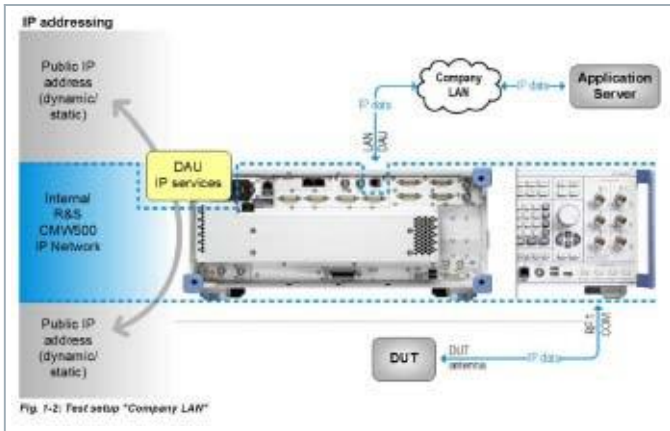 IP addressing
Public IP
address
(dynamic/
static)
Company
LAN
Application
Server
IP data
IP data
LAN
DAU
DAU
IP services
Internal
R&S
CMW500
IP Network
Public IP
address
(dynamic/
static)
RF 1
COM
DUT
DUT
antenna
IP data
Fig. 1-2: Test setup "Company LAN"